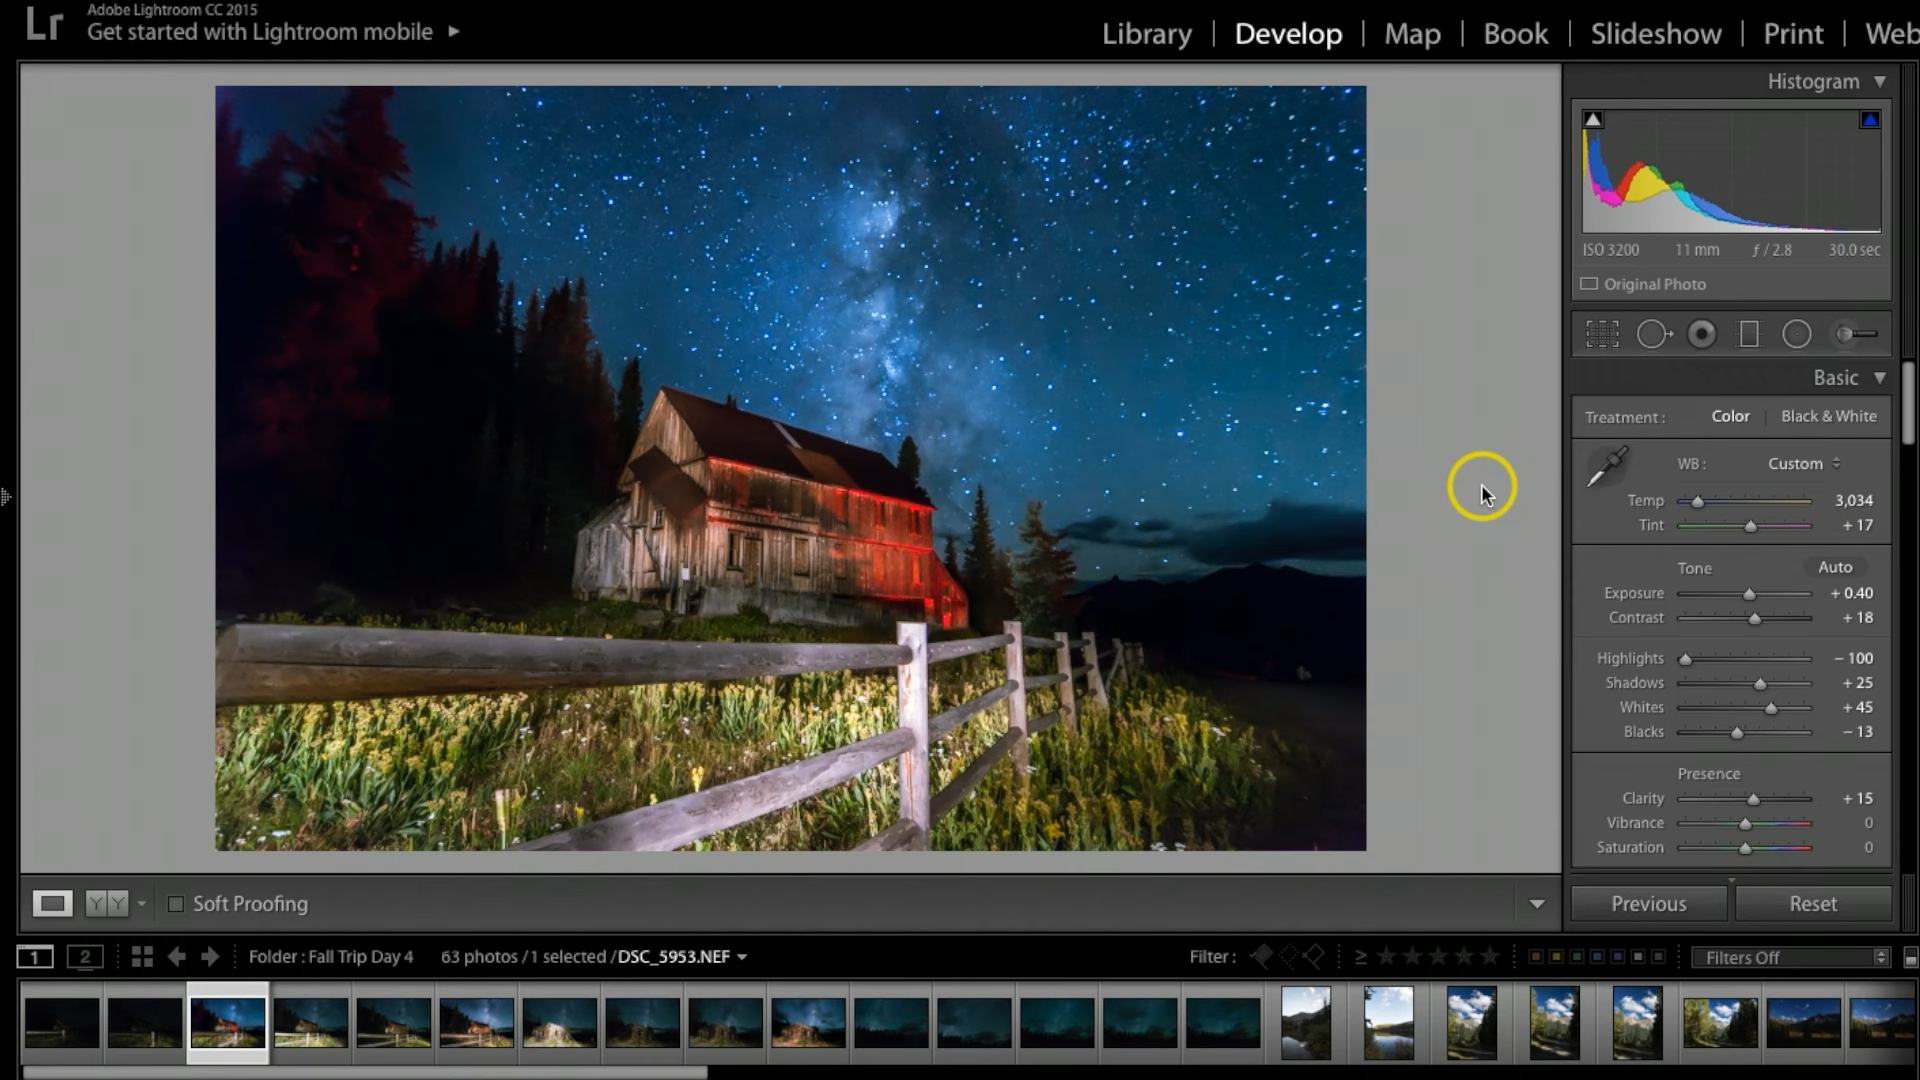 Lr
Adobe Lightroom CC 2015
Get started with Lightroom mobile
Library | Develop | Map | Book | Slideshow | Print | Web
Histogram
ISO 3200 11 mm ƒ / 2.8 30.0 sec
Original Photo
Basic
Treatment : Color | Black & White
WB : Custom
Temp 3,034
Tint + 17
Tone Auto
Exposure + 0.40
Contrast + 18
Highlights − 100
Shadows + 25
Whites + 45
Blacks − 13
Presence
Clarity + 15
Vibrance 0
Saturation 0
YY Soft Proofing
Previous Reset
1 2 Folder : Fall Trip Day 4 63 photos / 1 selected / DSC_5953.NEF Filter : ≥ Filters Off